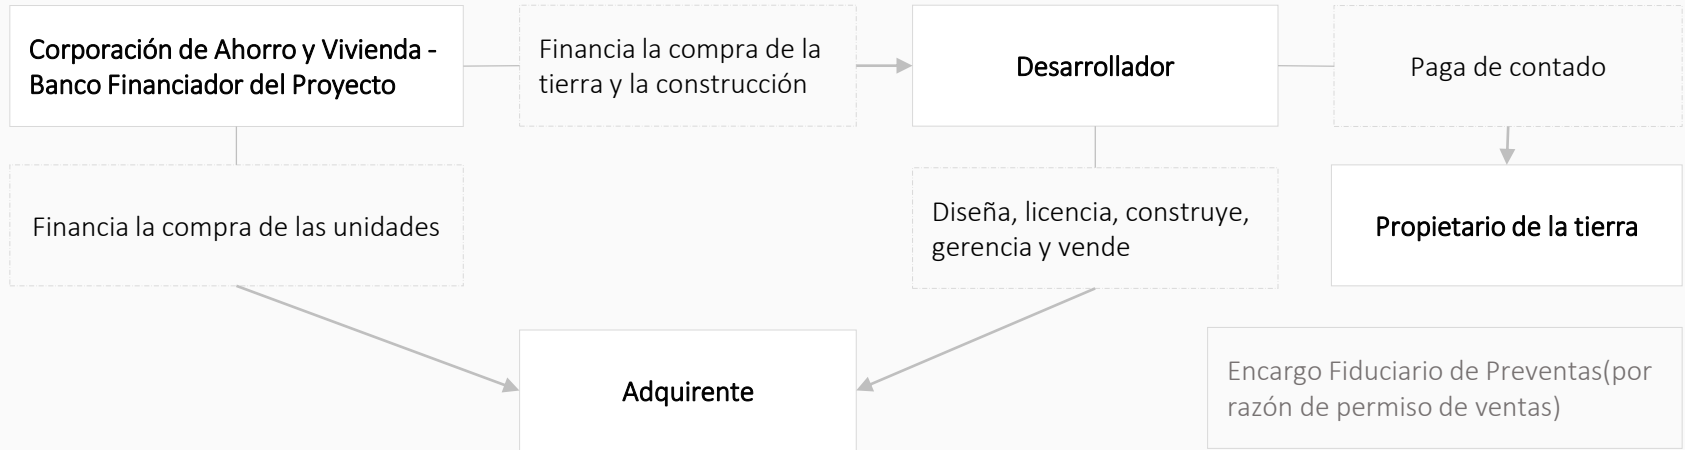 Corporación de Ahorro y Vivienda -
Banco Financiador del Proyecto
Financia la compra de la
tierra y la construcción
Desarrollador
Paga de contado
Financia la compra de las unidades
Diseña, licencia, construye,
gerencia y vende
Propietario de la tierra
Adquirente
Encargo Fiduciario de Preventas(por
razón de permiso de ventas)